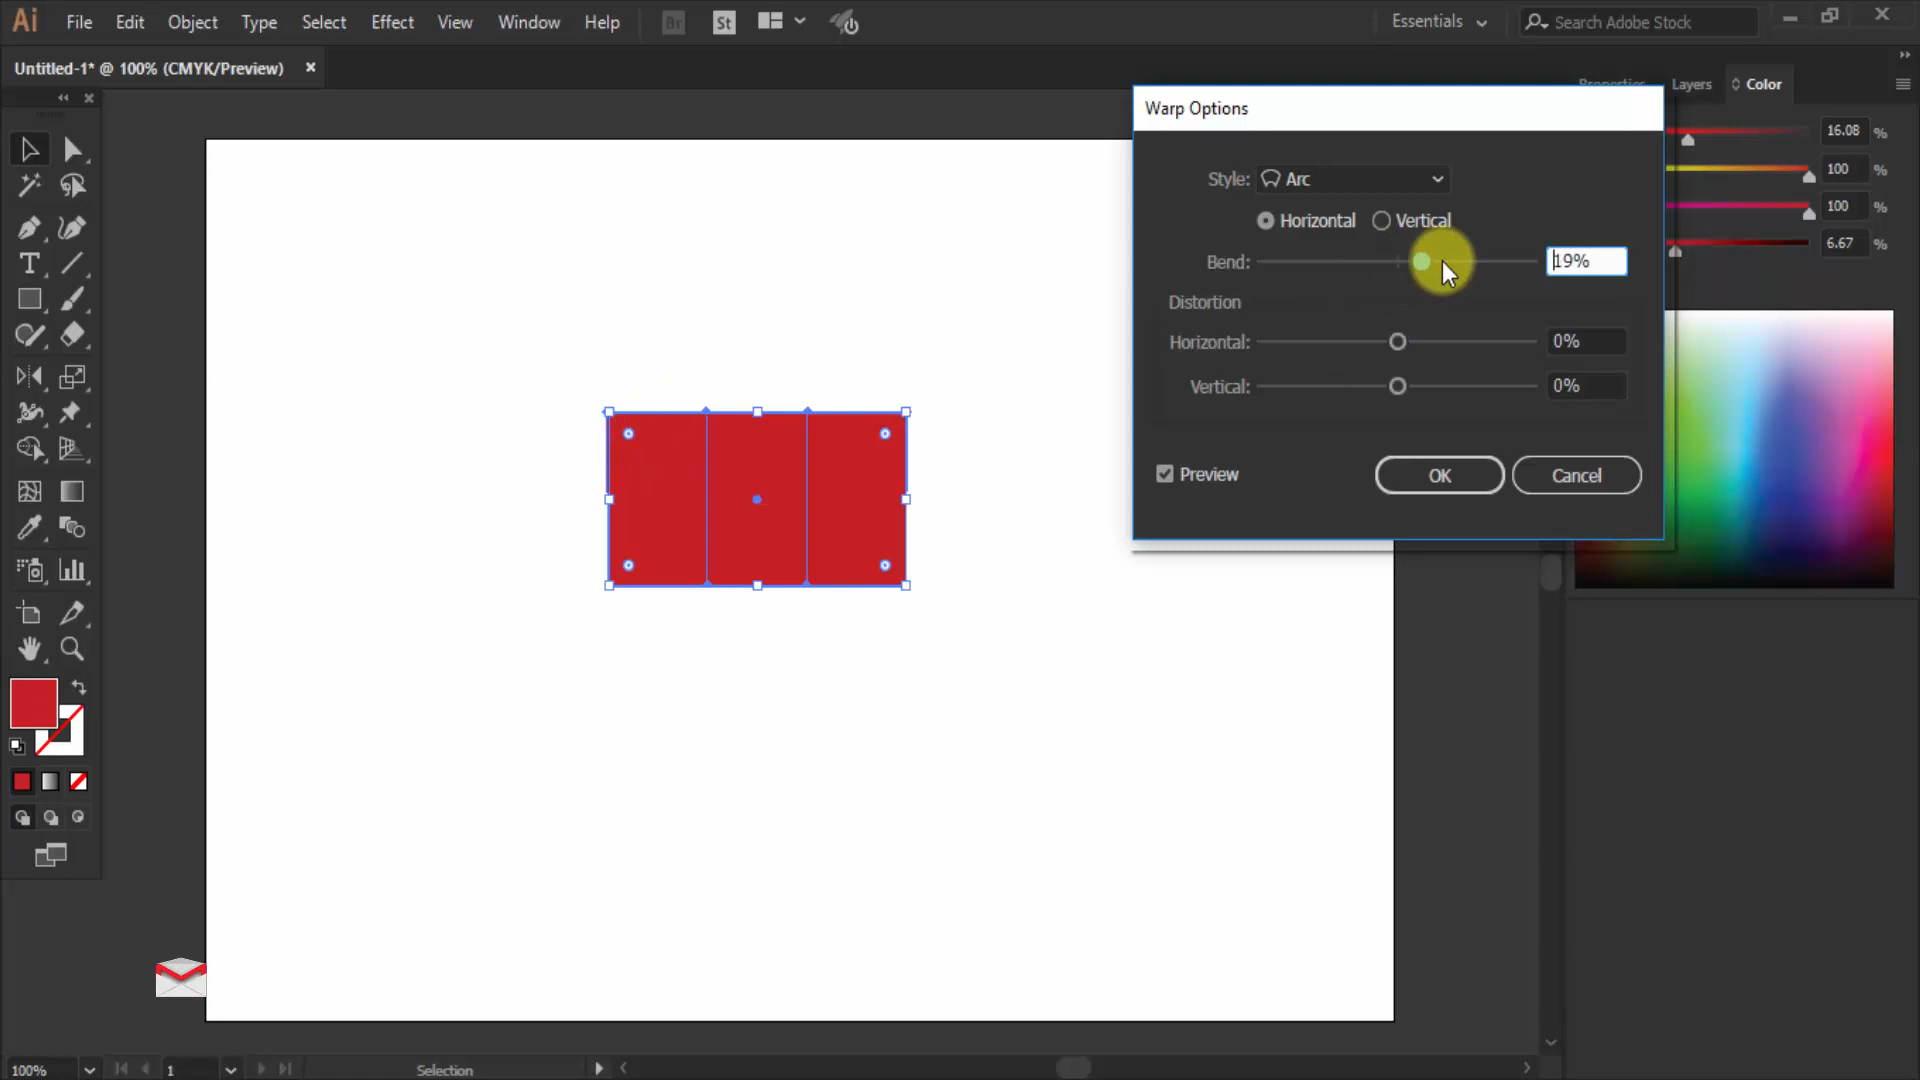 Ai File Edit Object Type Select Effect View Window Help Br St Essentials Search Adobe Stock
Untitled-1* @ 100% (CMYK/Preview)
Properties Layers Color
Warp Options
16.08 %
100 %
100 %
6.67 %
Style: Arc
Horizontal Vertical
Bend: 19%
Distortion
Horizontal: 0%
Vertical: 0%
Preview OK Cancel
100% 1 Selection